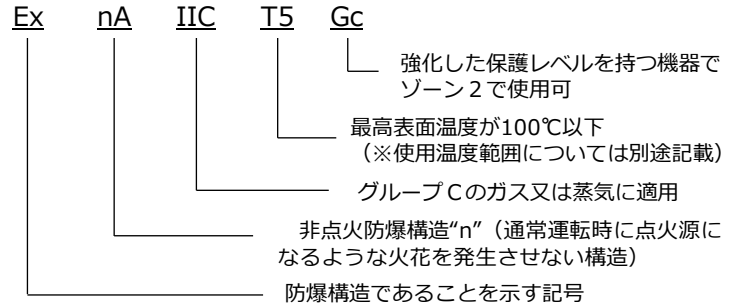 Ex nA IIC T5 Gc
強化した保護レベルを持つ機器で
ゾーン２で使用可
最高表面温度が100℃以下
（※使用温度範囲については別途記載）
グループＣのガス又は蒸気に適用
非点火防爆構造“n”（通常運転時に点火源に
なるような火花を発生させない構造）
防爆構造であることを示す記号